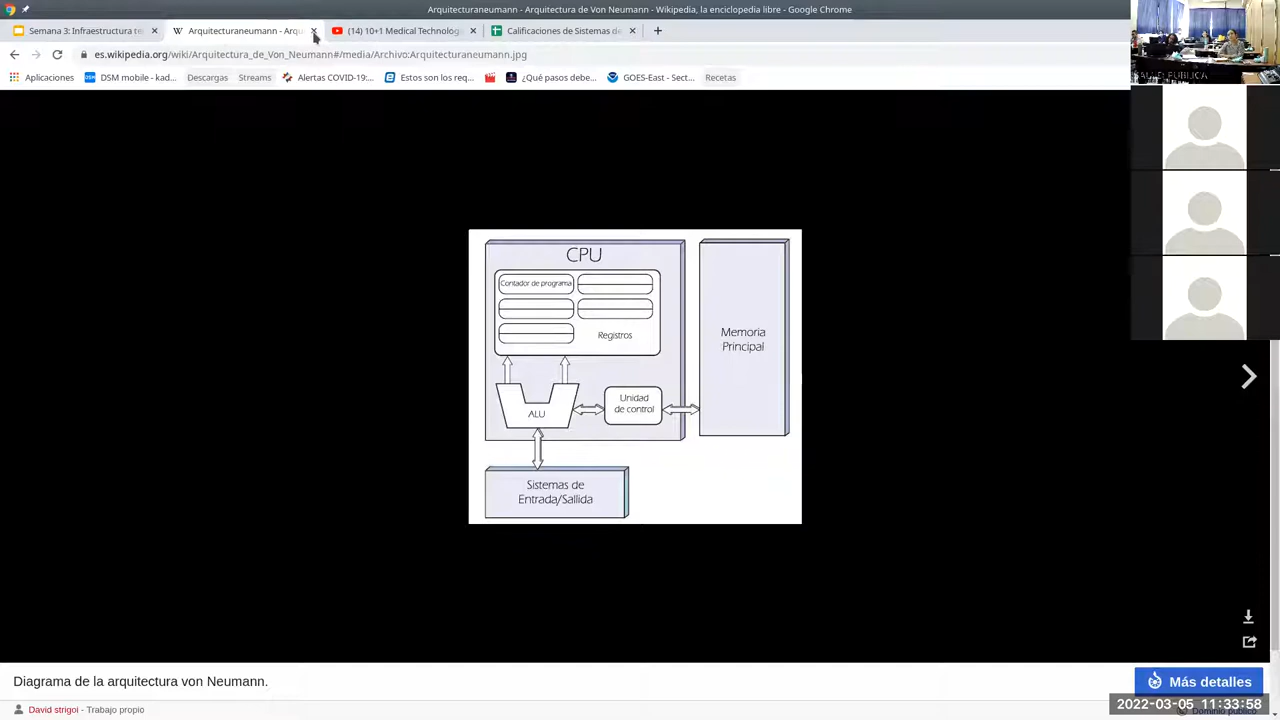 Arquitecturaneumann - Arquitectura de Von Neumann - Wikipedia, la enciclopedia libre - Google Chrome
Semana 3: Infraestructura te
Arquitecturaneumann - Arqu
(14) 10+1 Medical Technolog
Calificaciones de Sistemas de
es.wikipedia.org/wiki/Arquitectura_de_Von_Neumann#/media/Archivo:Arquitecturaneumann.jpg
Aplicaciones
DSM mobile - kad...
Descargas
Streams
Alertas COVID-19:...
Estos son los req...
¿Qué pasos debe...
GOES-East - Sect...
Recetas
CPU
Contador de programa
Registros
Memoria
Principal
Unidad
de control
ALU
Sistemas de
Entrada/Sallida
Diagrama de la arquitectura von Neumann.
Más detalles
David strigoi - Trabajo propio
2022-03-05 11:33:58